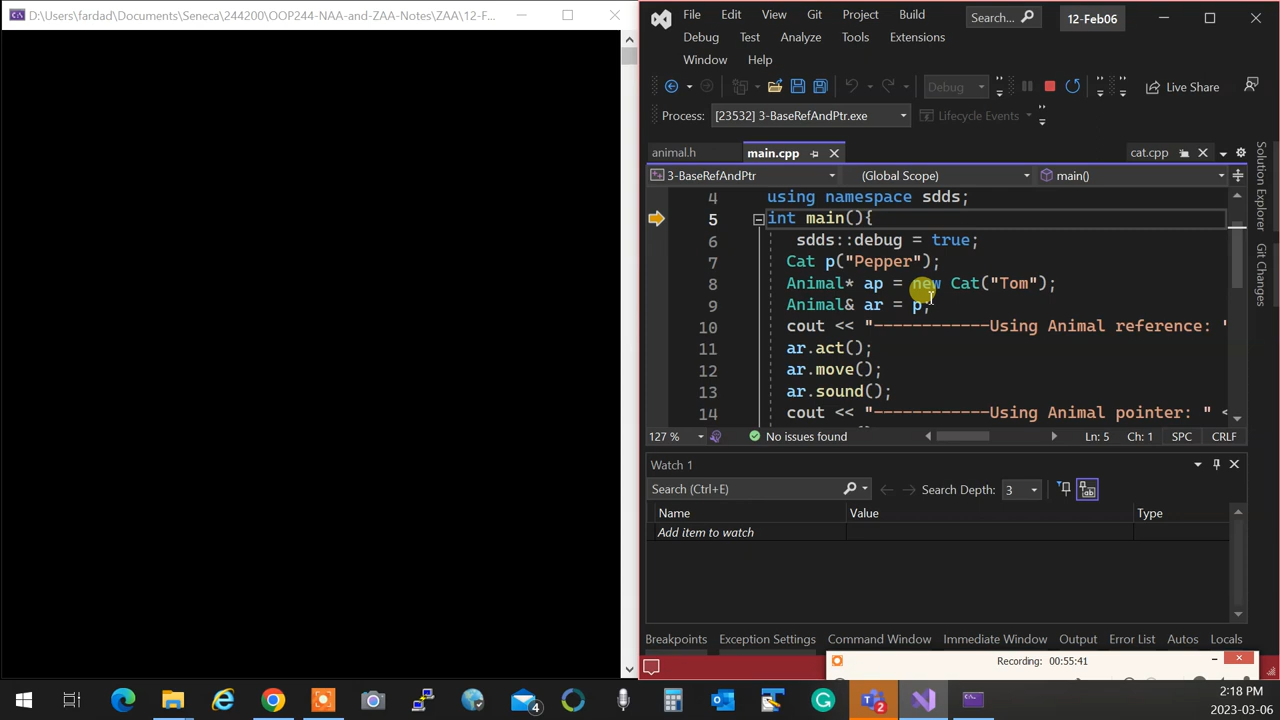 D:\Users\fardad\Documents\Seneca\244200\OOP244-NAA-and-ZAA-Notes\ZAA\12-F...
File Edit View Git Project Build Search... 12-Feb06
Debug Test Analyze Tools Extensions
Window Help
Debug Live Share
Process: [23532] 3-BaseRefAndPtr.exe Lifecycle Events
animal.h main.cpp cat.cpp
3-BaseRefAndPtr (Global Scope) main()
4 using namespace sdds;
5 int main(){
6 sdds::debug = true;
7 Cat p("Pepper");
8 Animal* ap = new Cat("Tom");
9 Animal& ar = p;
10 cout << "------------Using Animal reference: "
11 ar.act();
12 ar.move();
13 ar.sound();
14 cout << "------------Using Animal pointer: " <
127 % No issues found Ln: 5 Ch: 1 SPC CRLF
Watch 1
Search (Ctrl+E) Search Depth: 3
Name Value Type
Add item to watch
Breakpoints Exception Settings Command Window Immediate Window Output Error List Autos Locals
Recording: 00:55:41
4 2 2:18 PM
2023-03-06
Solution Explorer
Git Changes